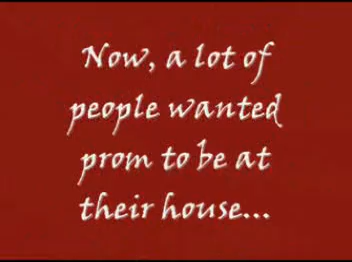 Now, a lot of
people wanted
prom to be at
their house...